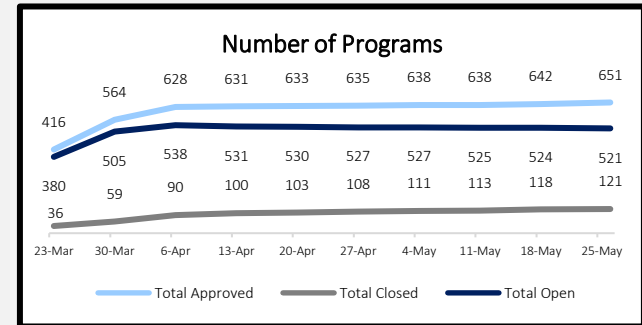 Number of Programs
416 564 628 631 633 635 638 638 642 651
380 505 538 531 530 527 527 525 524 521
36 59 90 100 103 108 111 113 118 121
23-Mar 30-Mar 6-Apr 13-Apr 20-Apr 27-Apr 4-May 11-May 18-May 25-May
Total Approved Total Closed Total Open